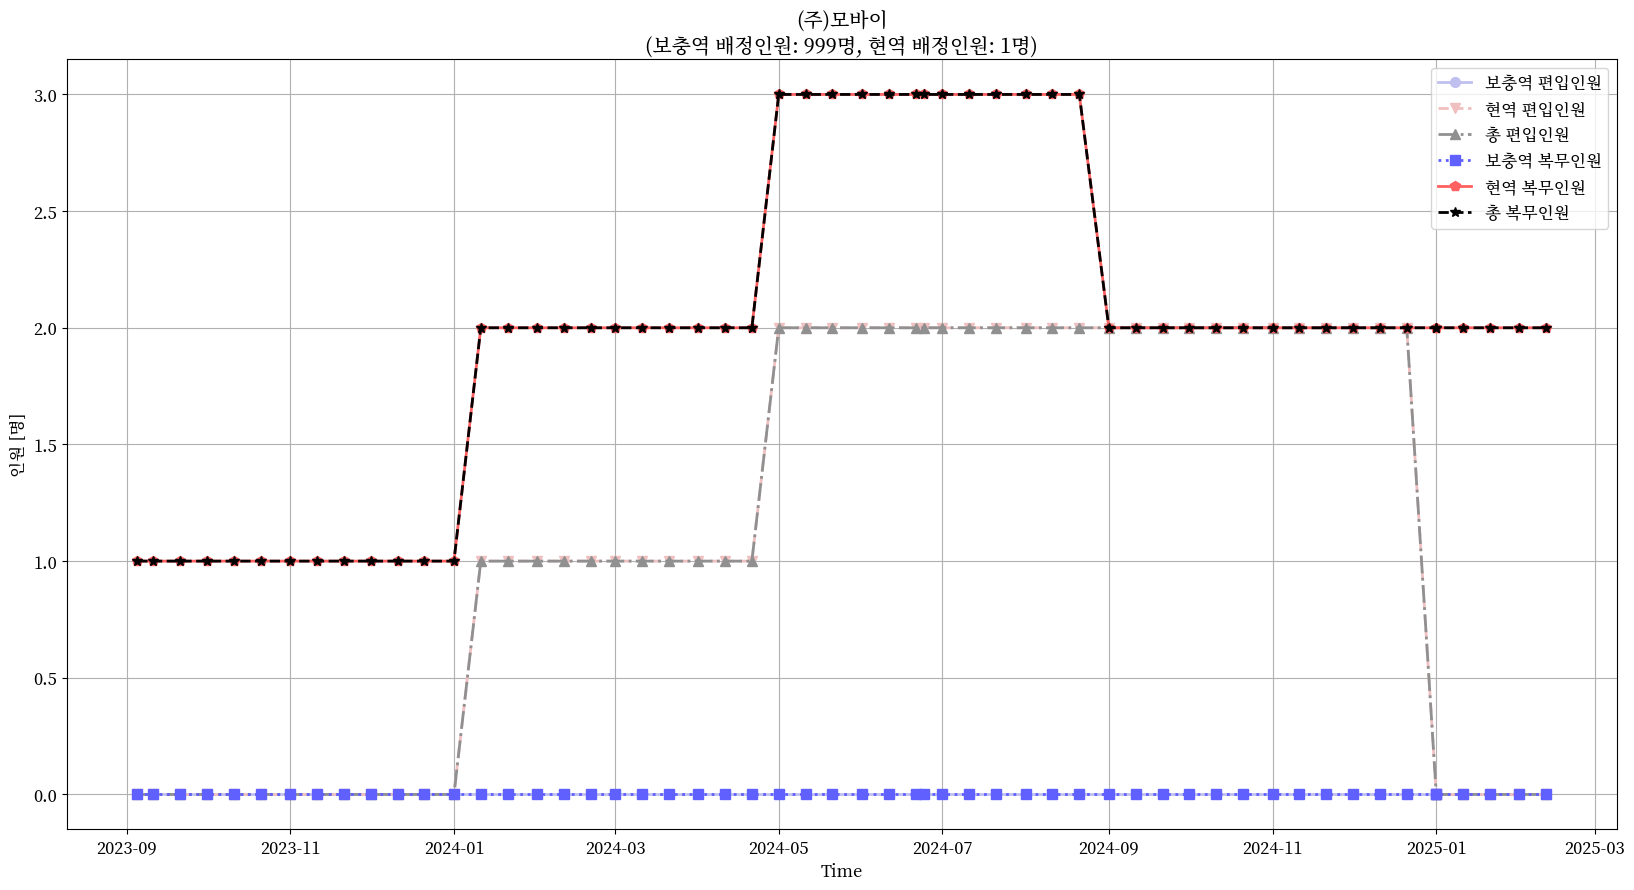 (주)모바이
(보충역 배정인원: 999명, 현역 배정인원: 1명)
보충역 편입인원
현역 편입인원
총 편입인원
보충역 복무인원
현역 복무인원
총 복무인원
인원 [명]
3.0
2.5
2.0
1.5
1.0
0.5
0.0
2023-09 2023-11 2024-01 2024-03 2024-05 2024-07 2024-09 2024-11 2025-01 2025-03
Time